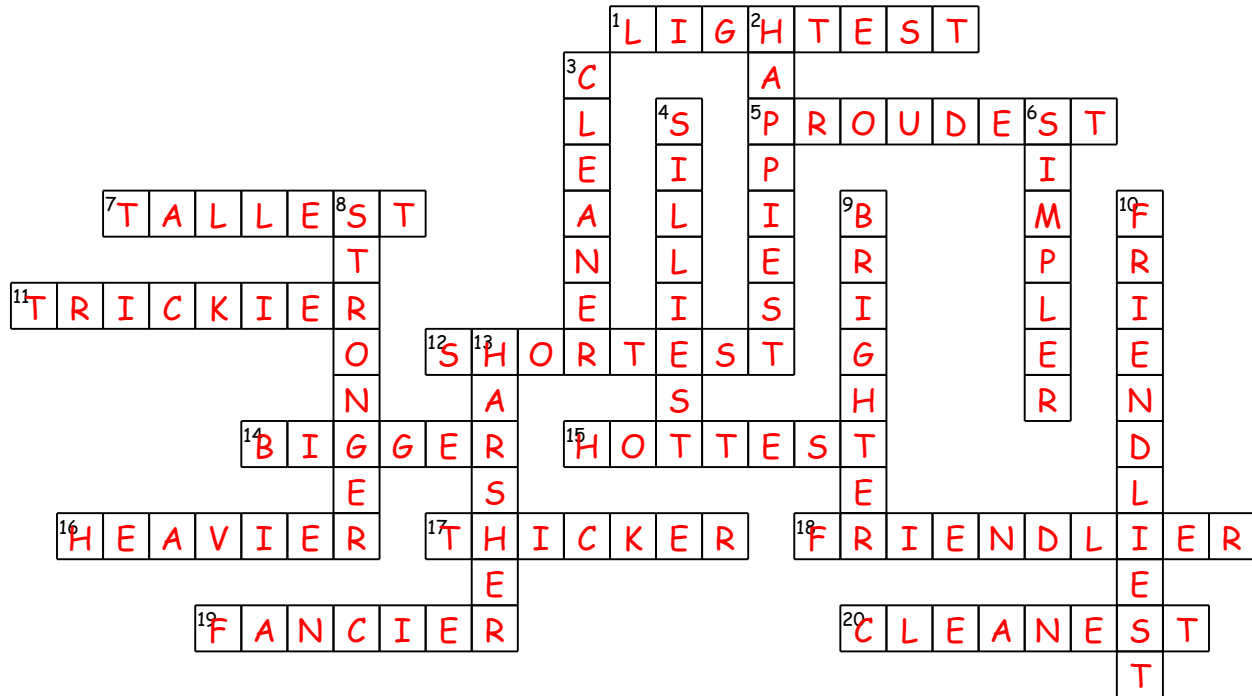 1 LIGHTEST
2 HAPPIEST
3 CLEANER
4 SILLIEST
5 PROUDEST
6 SIMPLER
7 TALLEST
8 STRONGER
9 BRIGHTER
10 FRIENDLIEST
11 TRICKIER
12 SHORTEST
13 HARSHER
14 BIGGER
15 HOTTEST
16 HEAVIER
17 THICKER
18 FRIENDLIER
19 FANCIER
20 CLEANEST